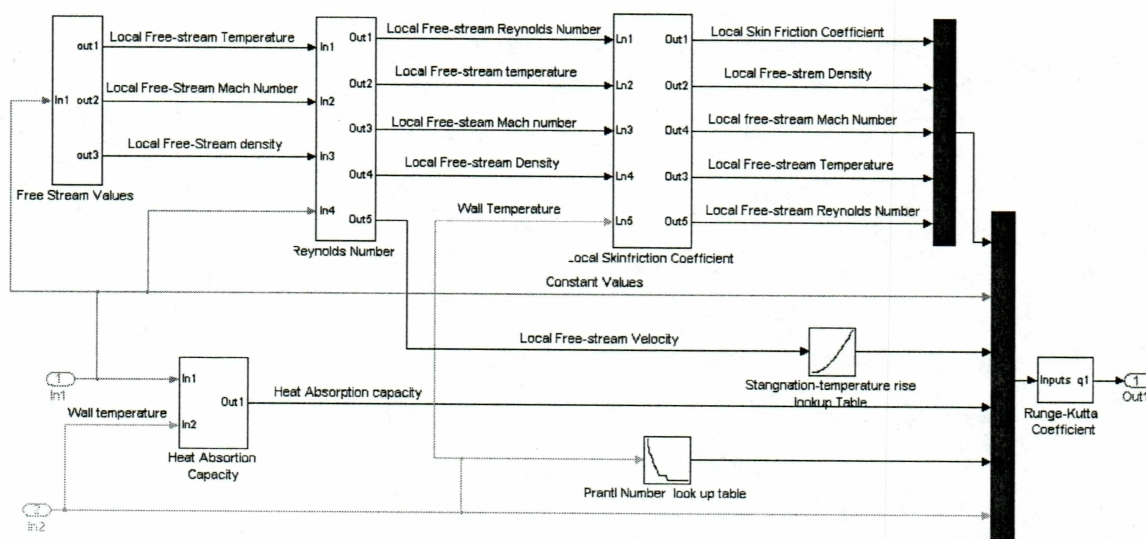 out1
Local Free-stream Temperature
In1
Out1
Local Free-stream Reynolds Number
Ln1
Out1
Local Skin Friction Coefficient
Out2
Local Free-stream temperature
Ln2
Out2
Local Free-strem Density
In1
out2
Local Free-Stream Mach Number
In2
Out3
Local Free-steam Mach number
Ln3
Out4
Local free-stream Mach Number
out3
Local Free-Stream density
In3
Out4
Local Free-stream Density
Ln4
Out3
Local Free-stream Temperature
Free Stream Values
In4
Out5
Wall Temperature
Ln5
Out5
Local Free-stream Reynolds Number
Reynolds Number
Local Skinfriction Coefficient
Constant Values
Local Free-stream Velocity
Stangnation-temperature rise
lookup Table
1
In1
In1
Out1
Heat Absorption capacity
Wall temperature
In2
Heat Absortion
Capacity
Inputs q1
1
Out1
Runge-Kutta
Coefficient
Prantl Number look up table
2
In2